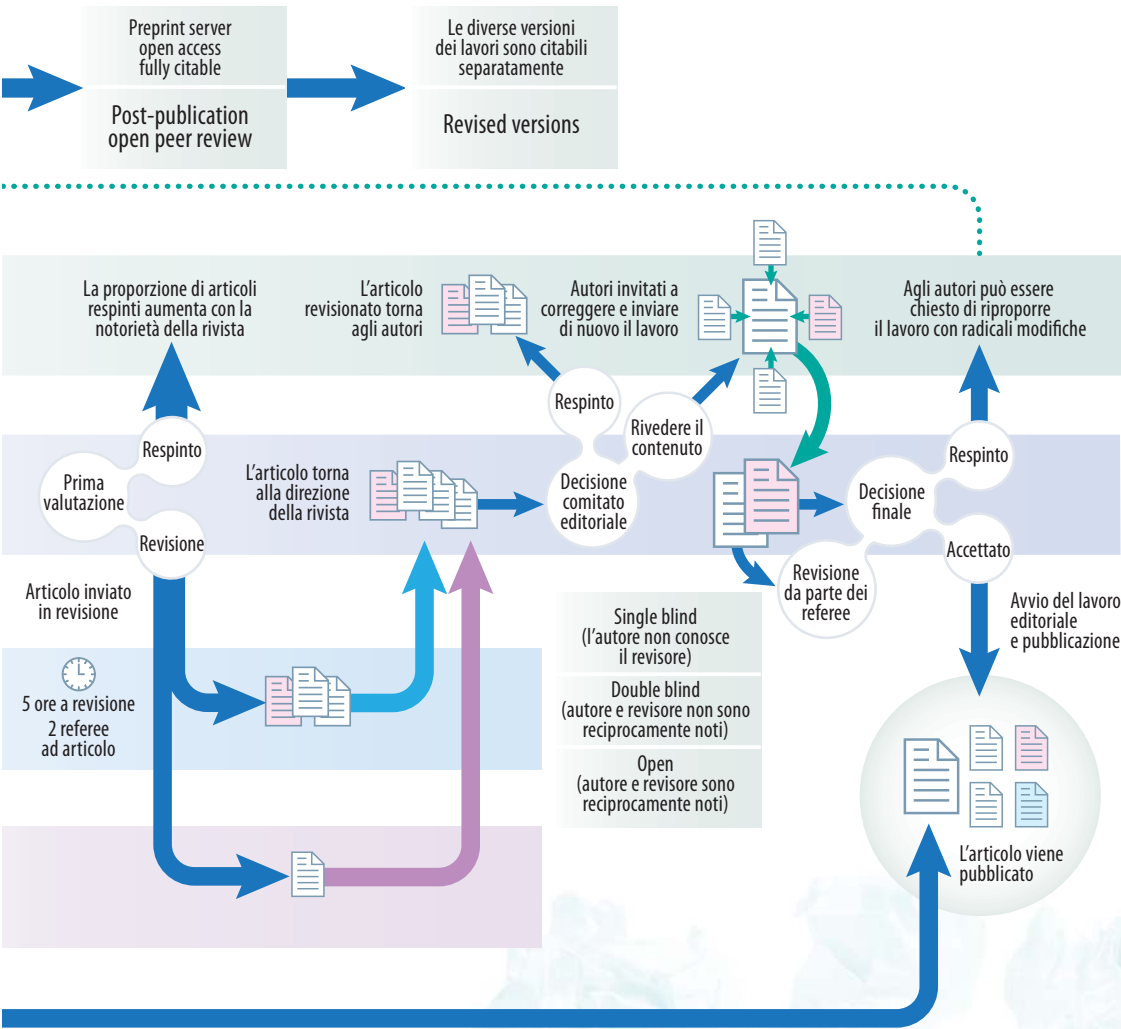 Preprint server
open access
fully citable
Post-publication
open peer review
Le diverse versioni
dei lavori sono citabili
separatamente
Revised versions
La proporzione di articoli
respinti aumenta con la
notorietà della rivista
L’articolo
revisionato torna
agli autori
Autori invitati a
correggere e inviare
di nuovo il lavoro
Agli autori può essere
chiesto di riproporre
il lavoro con radicali modifiche
Respinto
Prima
valutazione
Revisione
L’articolo torna
alla direzione
della rivista
Respinto
Rivedere il
contenuto
Decisione
comitato
editoriale
Respinto
Decisione
finale
Accettato
Revisione
da parte dei
referee
Articolo inviato
in revisione
Avvio del lavoro
editoriale
e pubblicazione
5 ore a revisione
2 referee
ad articolo
Single blind
(l’autore non conosce
il revisore)
Double blind
(autore e revisore non sono
reciprocamente noti)
Open
(autore e revisore sono
reciprocamente noti)
L’articolo viene
pubblicato